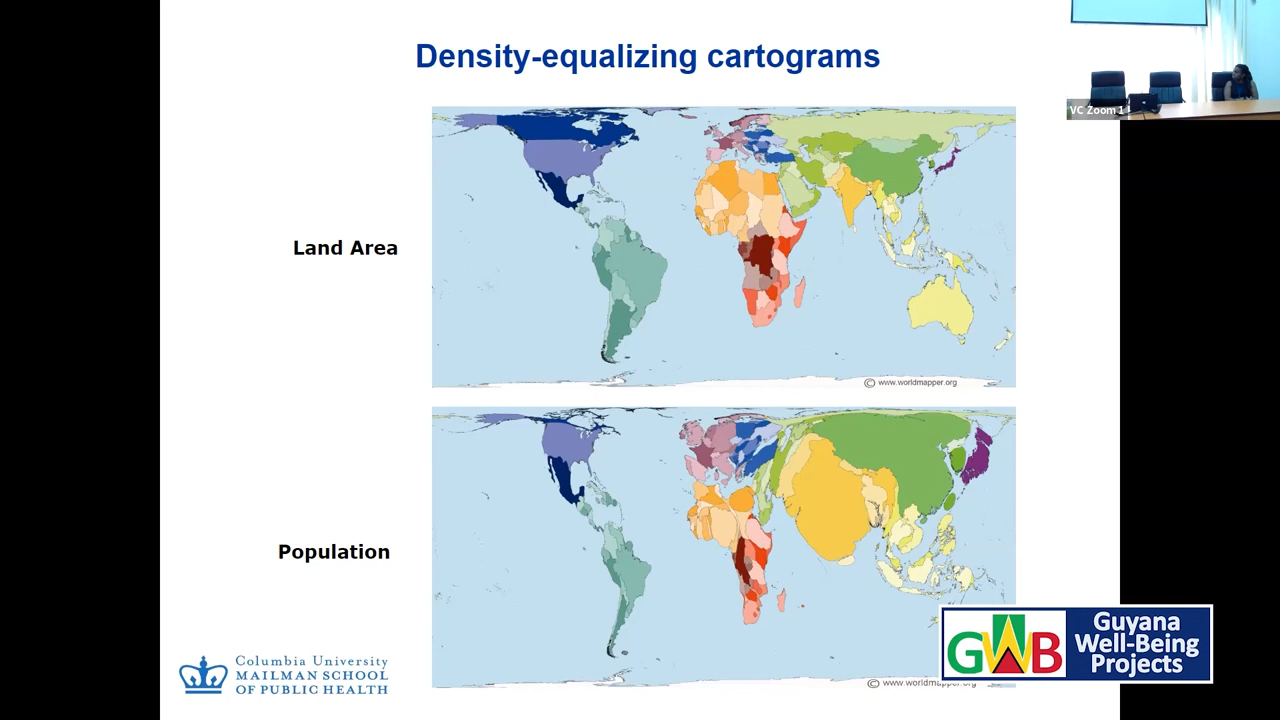 Density-equalizing cartograms
VC Zoom 1
Land Area
© www.worldmapper.org
Population
© www.worldmapper.org
Columbia University
MAILMAN SCHOOL
OF PUBLIC HEALTH
GWB
Guyana
Well-Being
Projects